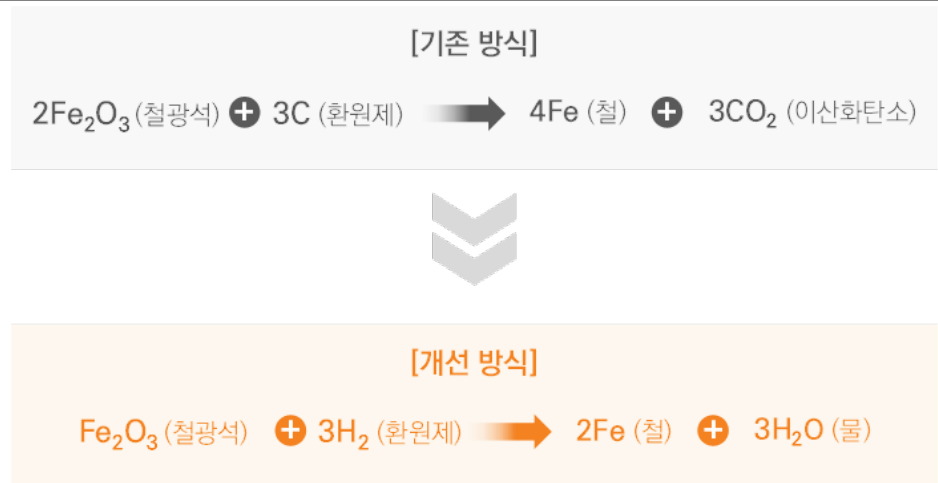 [기존 방식]
2Fe₂O₃ (철광석) + 3C (환원제) → 4Fe (철) + 3CO₂ (이산화탄소)
[개선 방식]
Fe₂O₃ (철광석) + 3H₂ (환원제) → 2Fe (철) + 3H₂O (물)